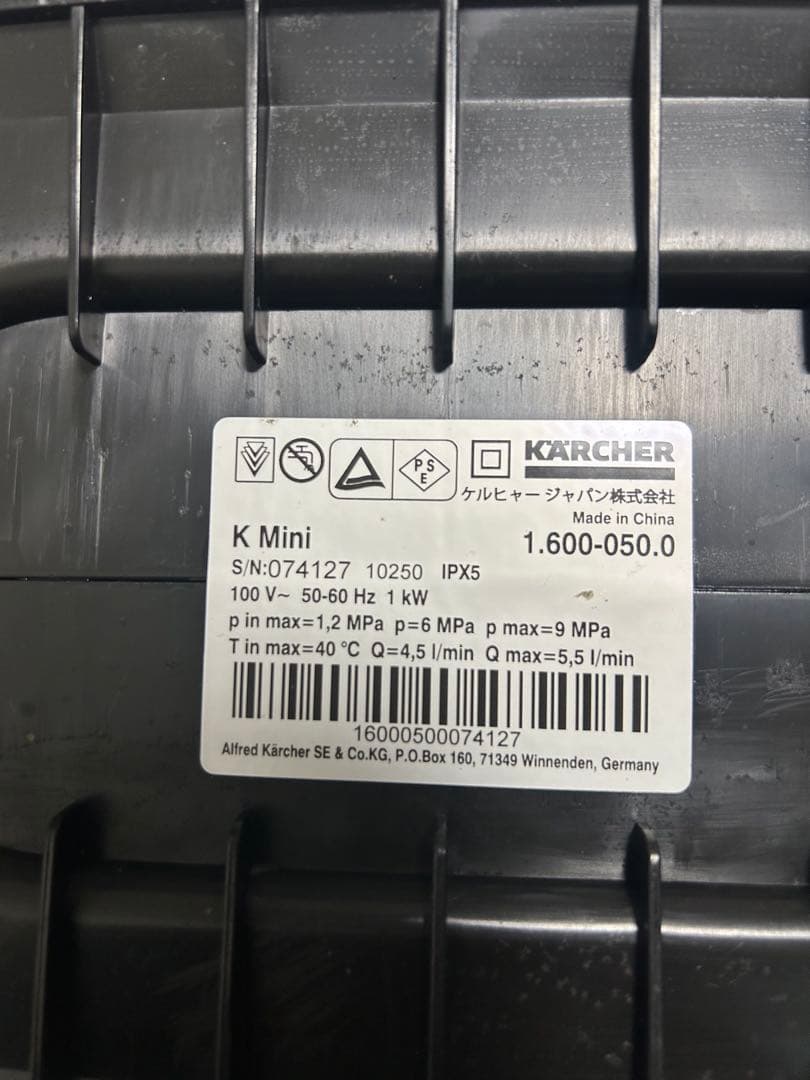 P S
E
KÄRCHER
ケルヒャー ジャパン株式会社
Made in China
K Mini
1.600-050.0
S/N:074127 10250 IPX5
100 V~ 50-60 Hz 1 kW
p in max=1,2 MPa p=6 MPa p max=9 MPa
T in max=40 °C Q=4,5 l/min Q max=5,5 l/min
16000500074127
Alfred Kärcher SE & Co.KG, P.O.Box 160, 71349 Winnenden, Germany